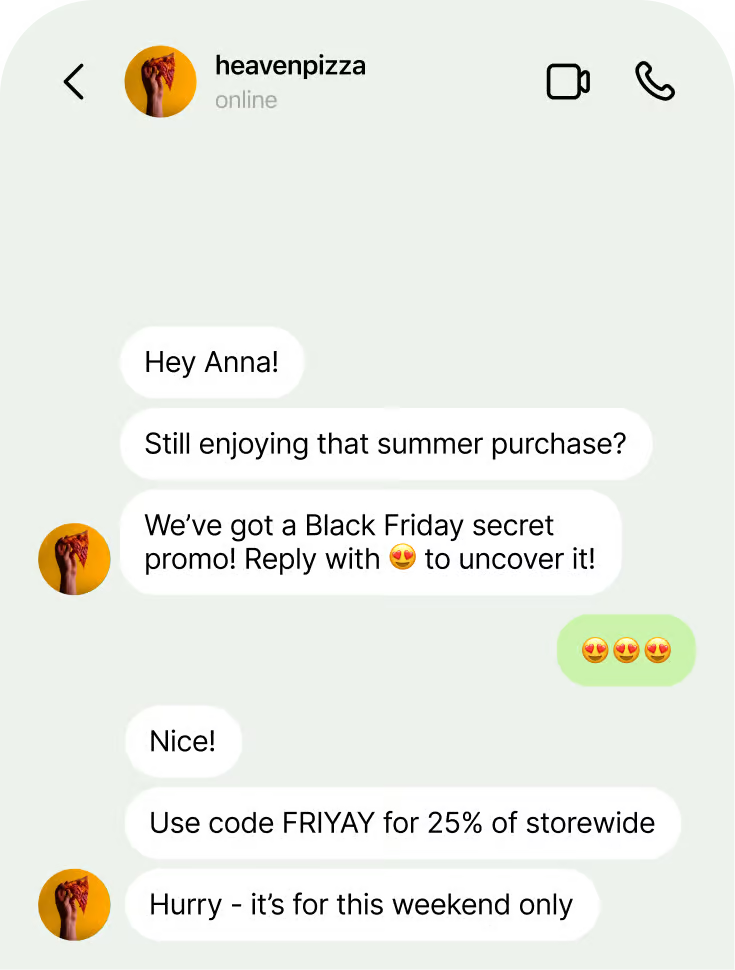 heavenpizza
online
Hey Anna!
Still enjoying that summer purchase?
We’ve got a Black Friday secret
promo! Reply with 😍 to uncover it!
😍😍😍
Nice!
Use code FRIYAY for 25% of storewide
Hurry - it’s for this weekend only